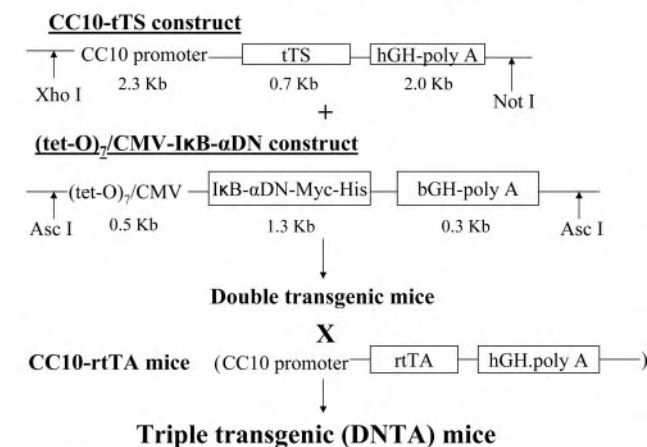 CC10-tTS construct
CC10 promoter tTS hGH-poly A
Xho I 2.3 Kb 0.7 Kb 2.0 Kb Not I
+
(tet-O)7/CMV-IκB-αDN construct
(tet-O)7/CMV IκB-αDN-Myc-His bGH-poly A
Asc I 0.5 Kb 1.3 Kb 0.3 Kb Asc I
Double transgenic mice
X
CC10-rtTA mice (CC10 promoter rtTA hGH.poly A )
Triple transgenic (DNTA) mice